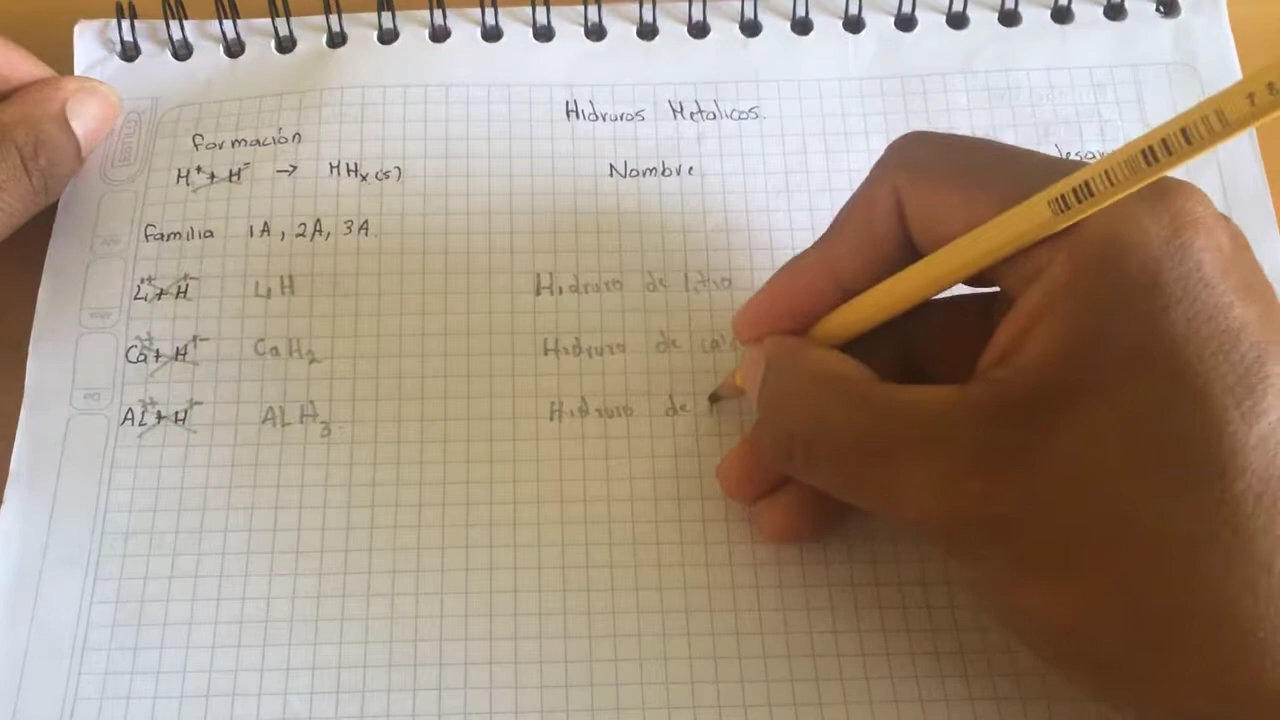 Hidruros Metalicos.
formación
M⁺ + H⁻ → MHx(s)
Nombre
familia 1A, 2A, 3A.
Li⁺ + H⁻ LiH Hidruro de litio
Ca²⁺ + H¹⁻ CaH₂ Hidruro de
AL³⁺ + H⁻ ALH₃. Hidruro de